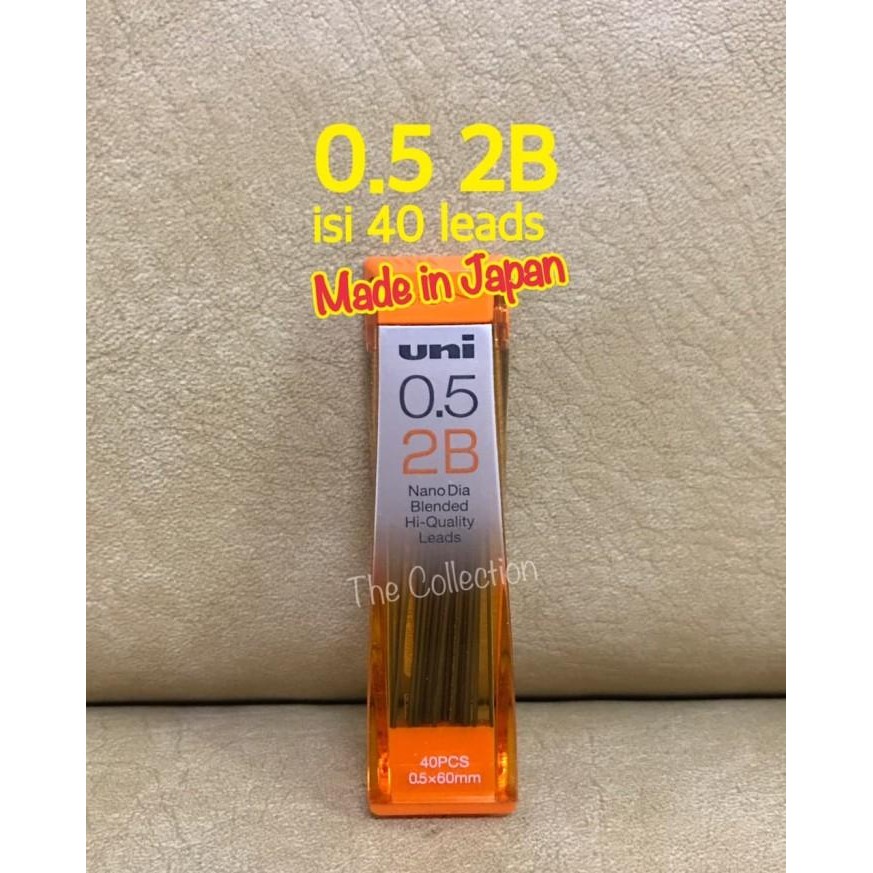 0.5 2B
isi 40 leads
Made in Japan
uni
0.5
2B
Nano Dia
Blended
Hi-Quality
Leads
The Collection
40PCS
0.5×60mm